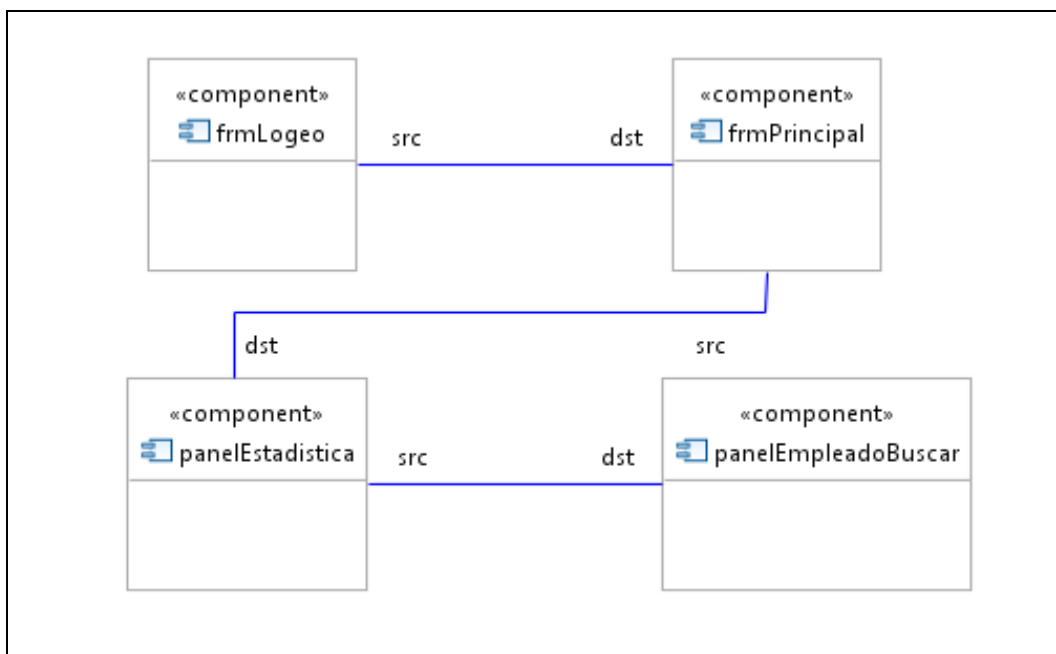 «component»
frmLogeo
src
dst
«component»
frmPrincipal
dst
src
«component»
panelEstadistica
src
dst
«component»
panelEmpleadoBuscar